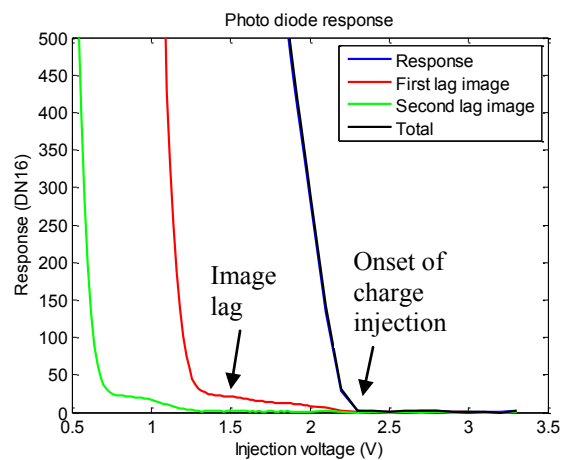 Photo diode response
Response (DN16)
500
450
400
350
300
250
200
150
100
50
0
Response
First lag image
Second lag image
Total
Image
lag
Onset of
charge
injection
0.5 1 1.5 2 2.5 3 3.5
Injection voltage (V)